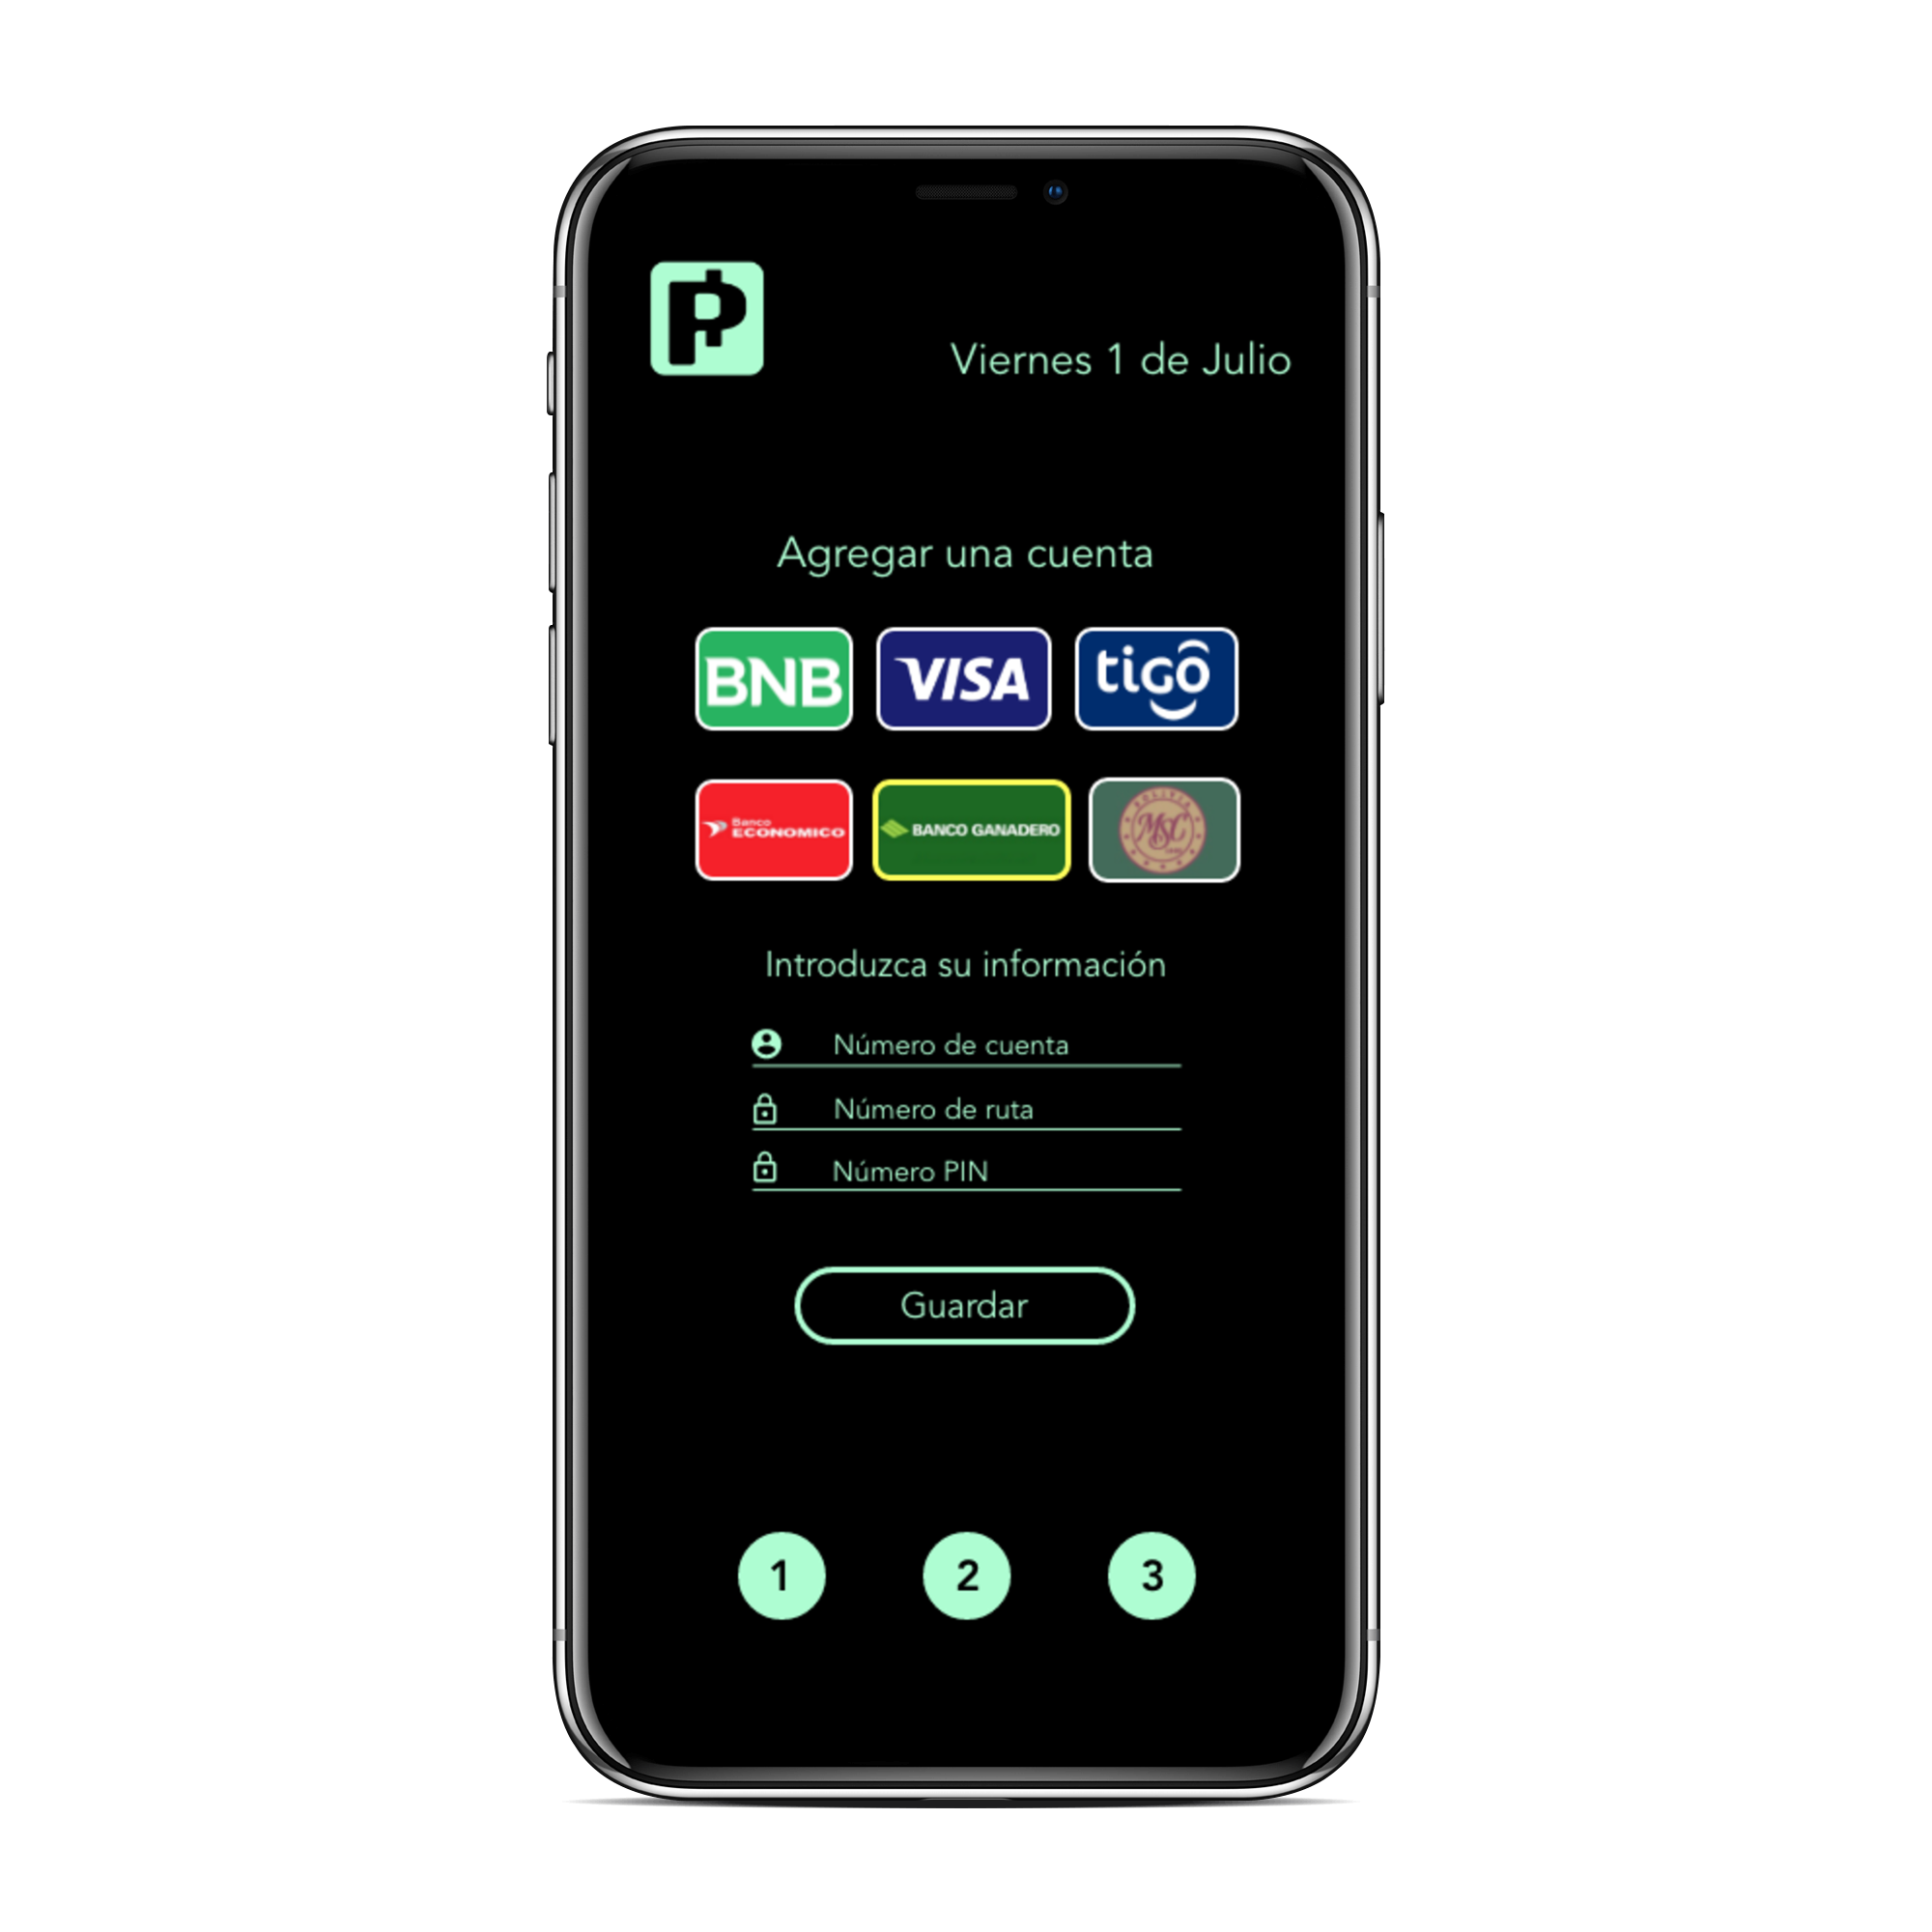 P
Viernes 1 de Julio
Agregar una cuenta
BNB VISA tigo
Banco
ECONOMICO
BANCO GANADERO
BOLIVIA
MSC
Introduzca su información
Número de cuenta
Número de ruta
Número PIN
Guardar
1 2 3